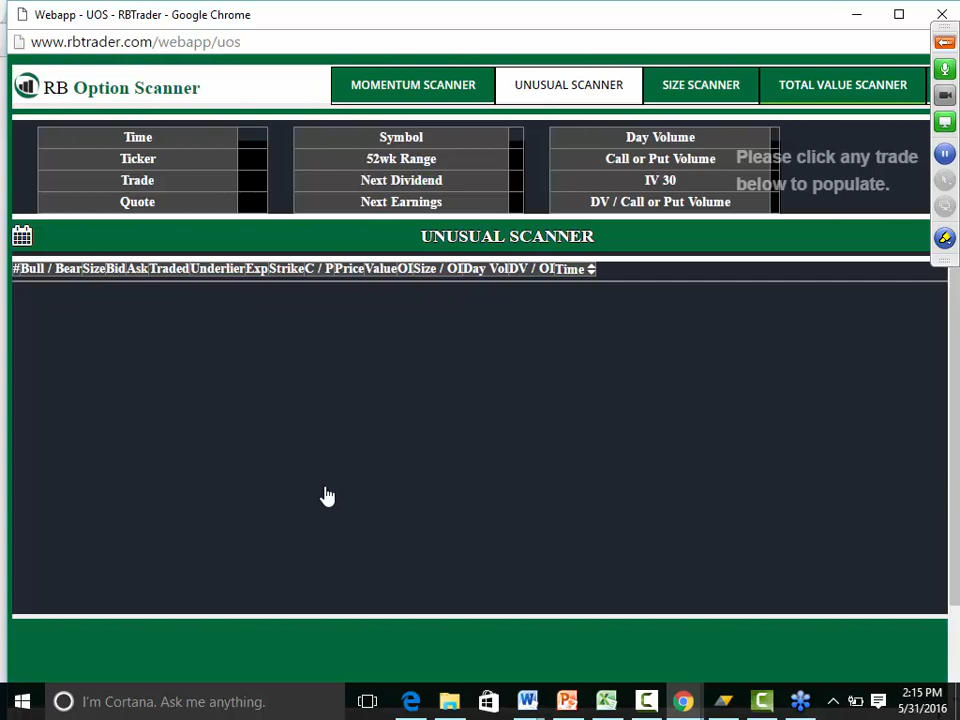 Webapp - UOS - RBTrader - Google Chrome
www.rbtrader.com/webapp/uos
RB Option Scanner
MOMENTUM SCANNER
UNUSUAL SCANNER
SIZE SCANNER
TOTAL VALUE SCANNER
Time
Ticker
Trade
Quote
Symbol
52wk Range
Next Dividend
Next Earnings
Day Volume
Call or Put Volume
IV 30
DV / Call or Put Volume
Please click any trade
below to populate.
UNUSUAL SCANNER
#Bull / BearSizeBidAskTradedUnderlierExpStrikeC / PPriceValueOISize / OIDay VolDV / OITime
I'm Cortana. Ask me anything.
2:15 PM
5/31/2016